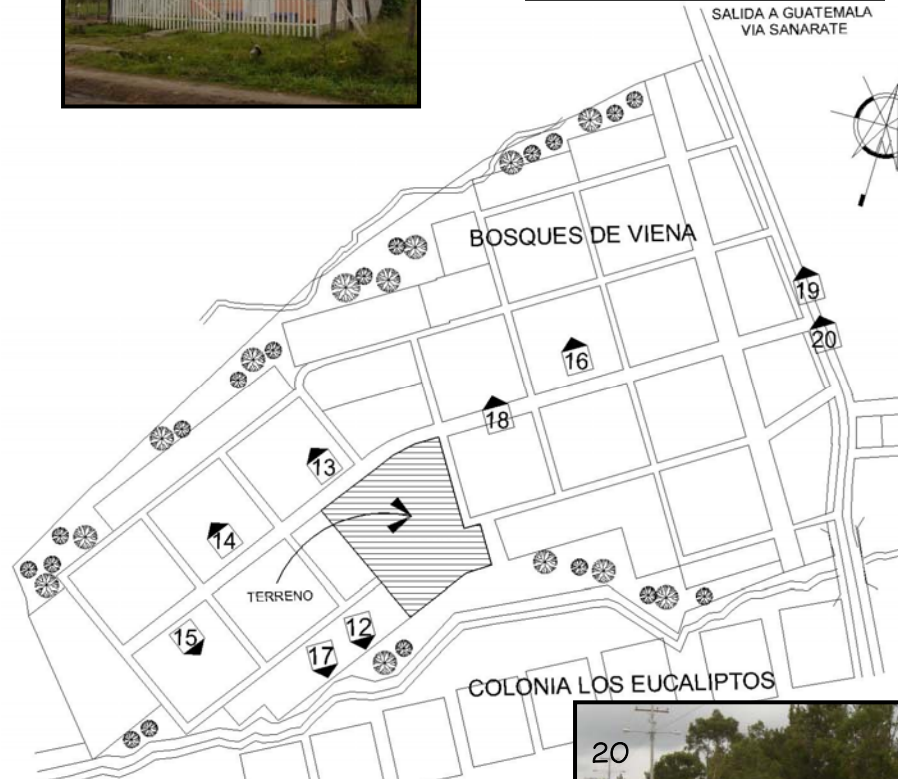 SALIDA A GUATEMALA
VIA SANARATE
BOSQUES DE VIENA
19
20
16
18
13
14
TERRENO
15
12
17
COLONIA LOS EUCALIPTOS
20